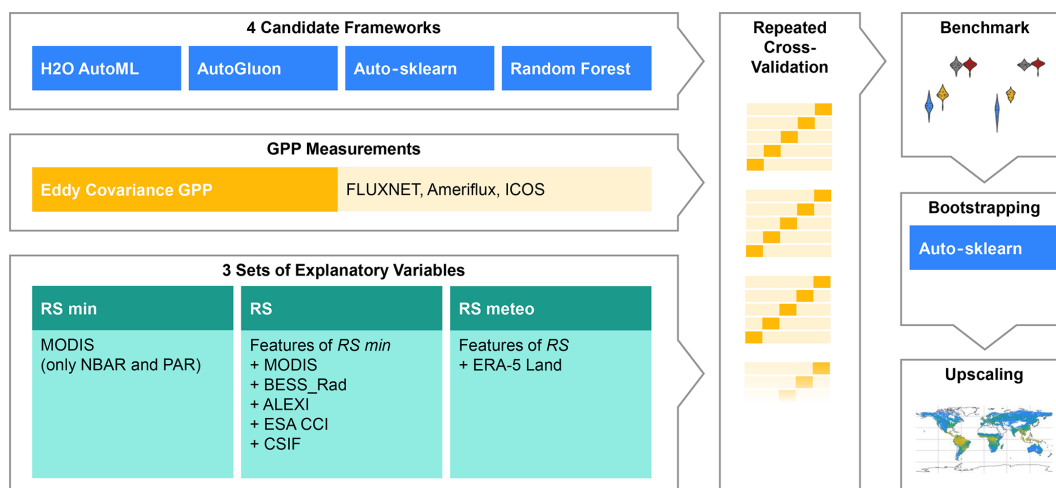 4 Candidate Frameworks
H2O AutoML
AutoGluon
Auto-sklearn
Random Forest
GPP Measurements
Eddy Covariance GPP
FLUXNET, Ameriflux, ICOS
3 Sets of Explanatory Variables
RS min
MODIS
(only NBAR and PAR)
RS
Features of RS min
+ MODIS
+ BESS_Rad
+ ALEXI
+ ESA CCI
+ CSIF
RS meteo
Features of RS
+ ERA-5 Land
Repeated
Cross-
Validation
Benchmark
Bootstrapping
Auto-sklearn
Upscaling